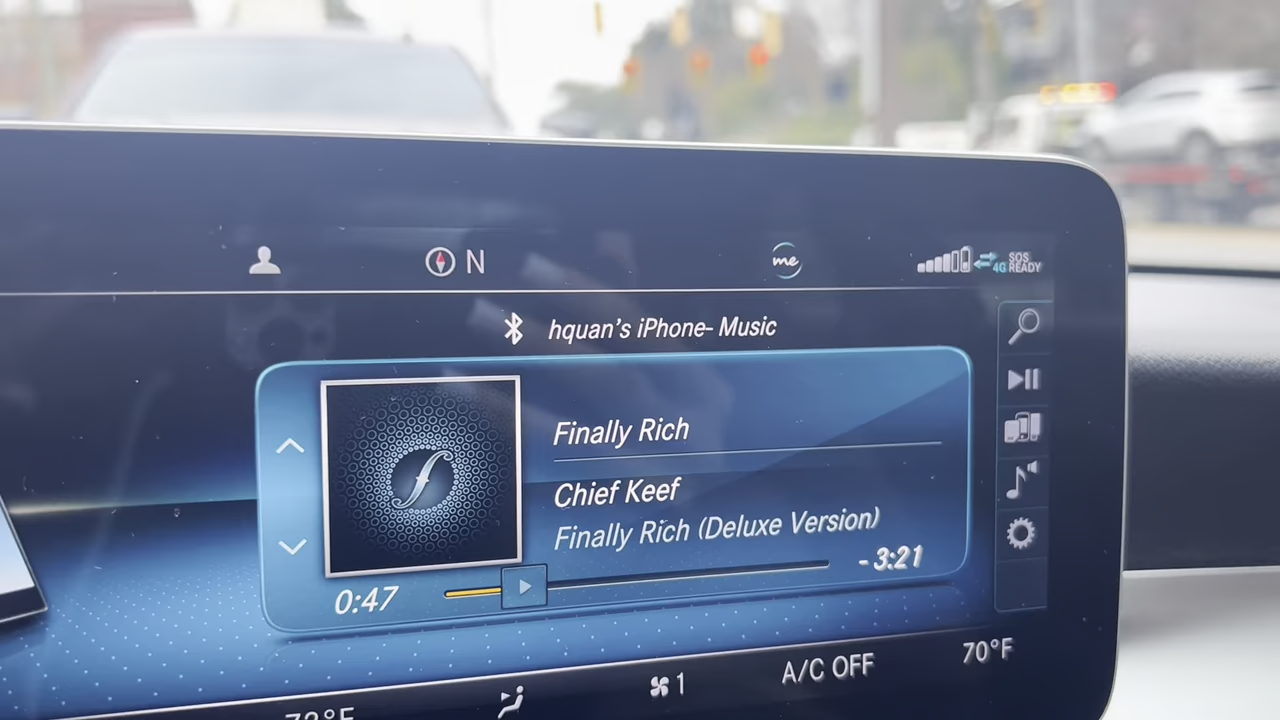 N
me
4G
SOS
READY
hquan's iPhone- Music
Finally Rich
Chief Keef
Finally Rich (Deluxe Version)
0:47
- 3:21
1
A/C OFF
70°F